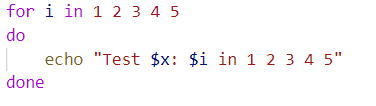 for i in 1 2 3 4 5
do
    echo "Test $x: $i in 1 2 3 4 5"
done